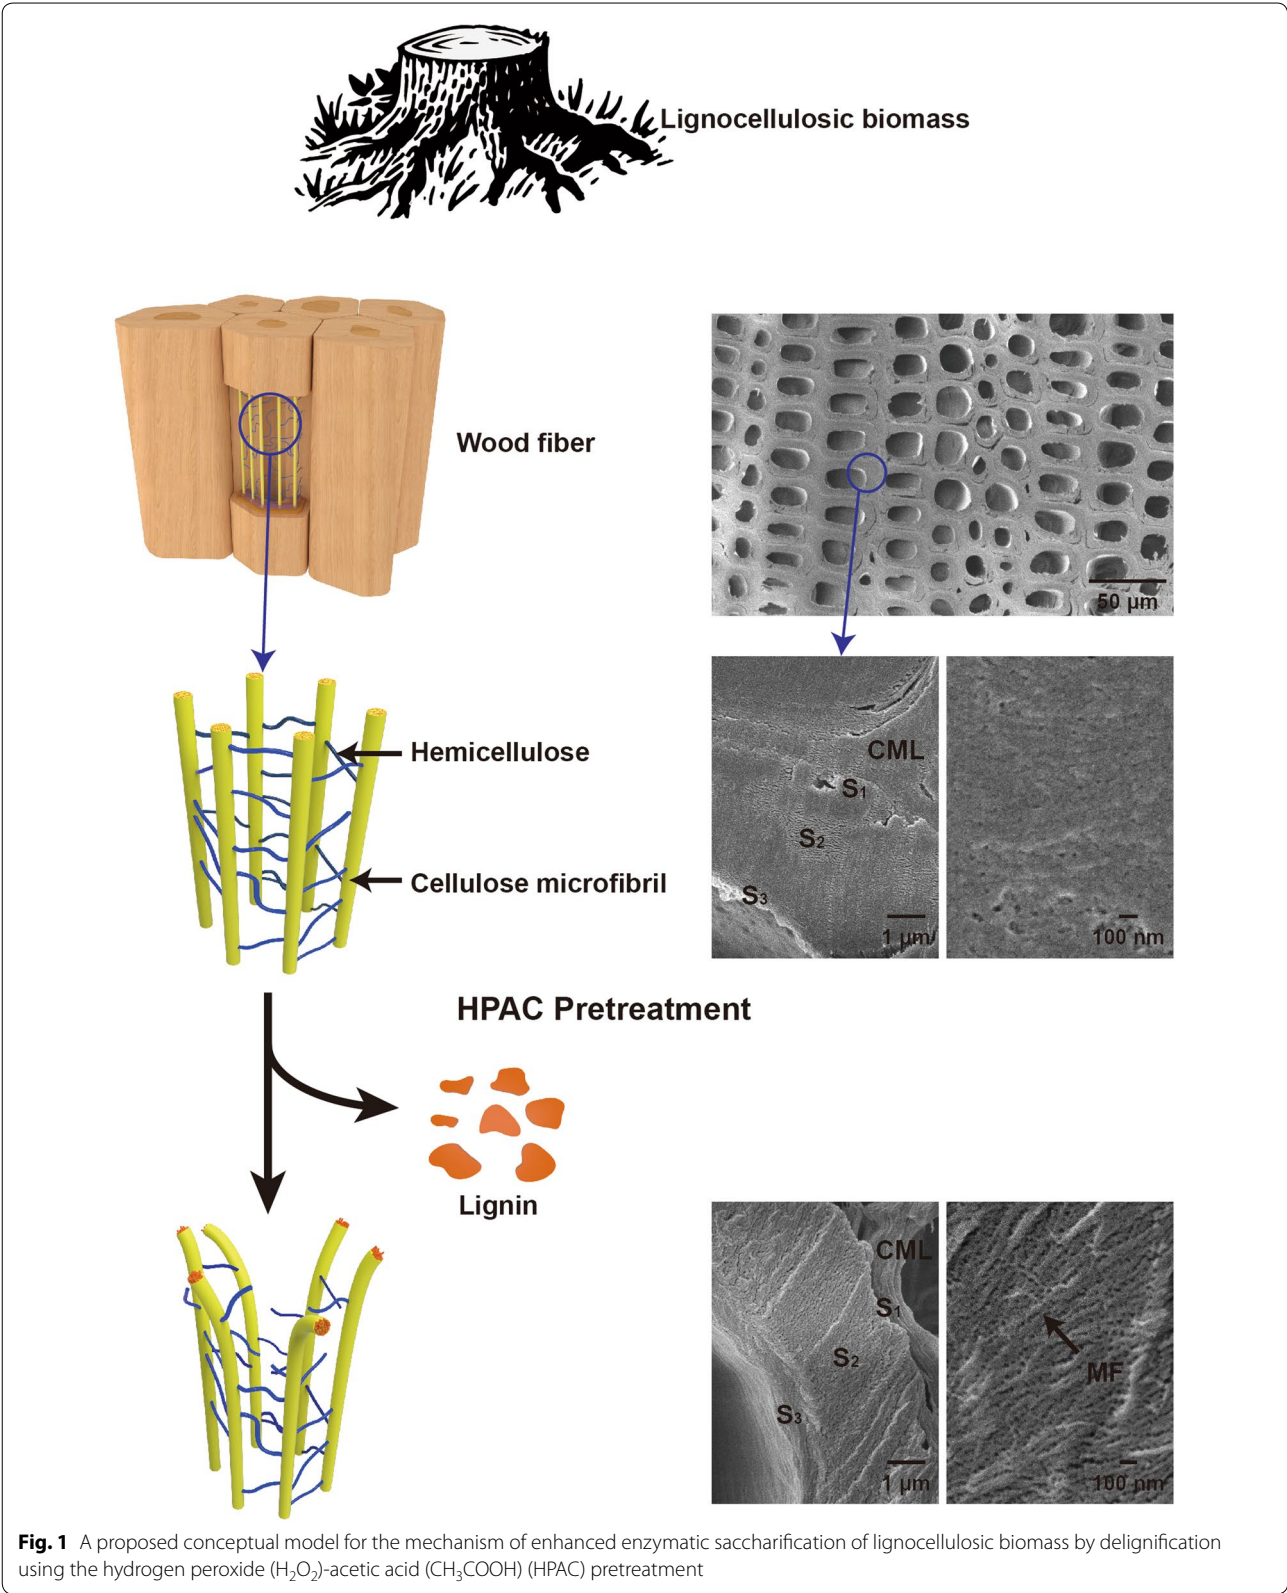 Lignocellulosic biomass
Wood fiber
50 µm
Hemicellulose
Cellulose microfibril
CML
S₁
S₂
S₃
1 µm
100 nm
HPAC Pretreatment
Lignin
CML
S₁
S₂
S₃
1 µm
MF
100 nm
Fig. 1 A proposed conceptual model for the mechanism of enhanced enzymatic saccharification of lignocellulosic biomass by delignification
using the hydrogen peroxide (H₂O₂)-acetic acid (CH₃COOH) (HPAC) pretreatment